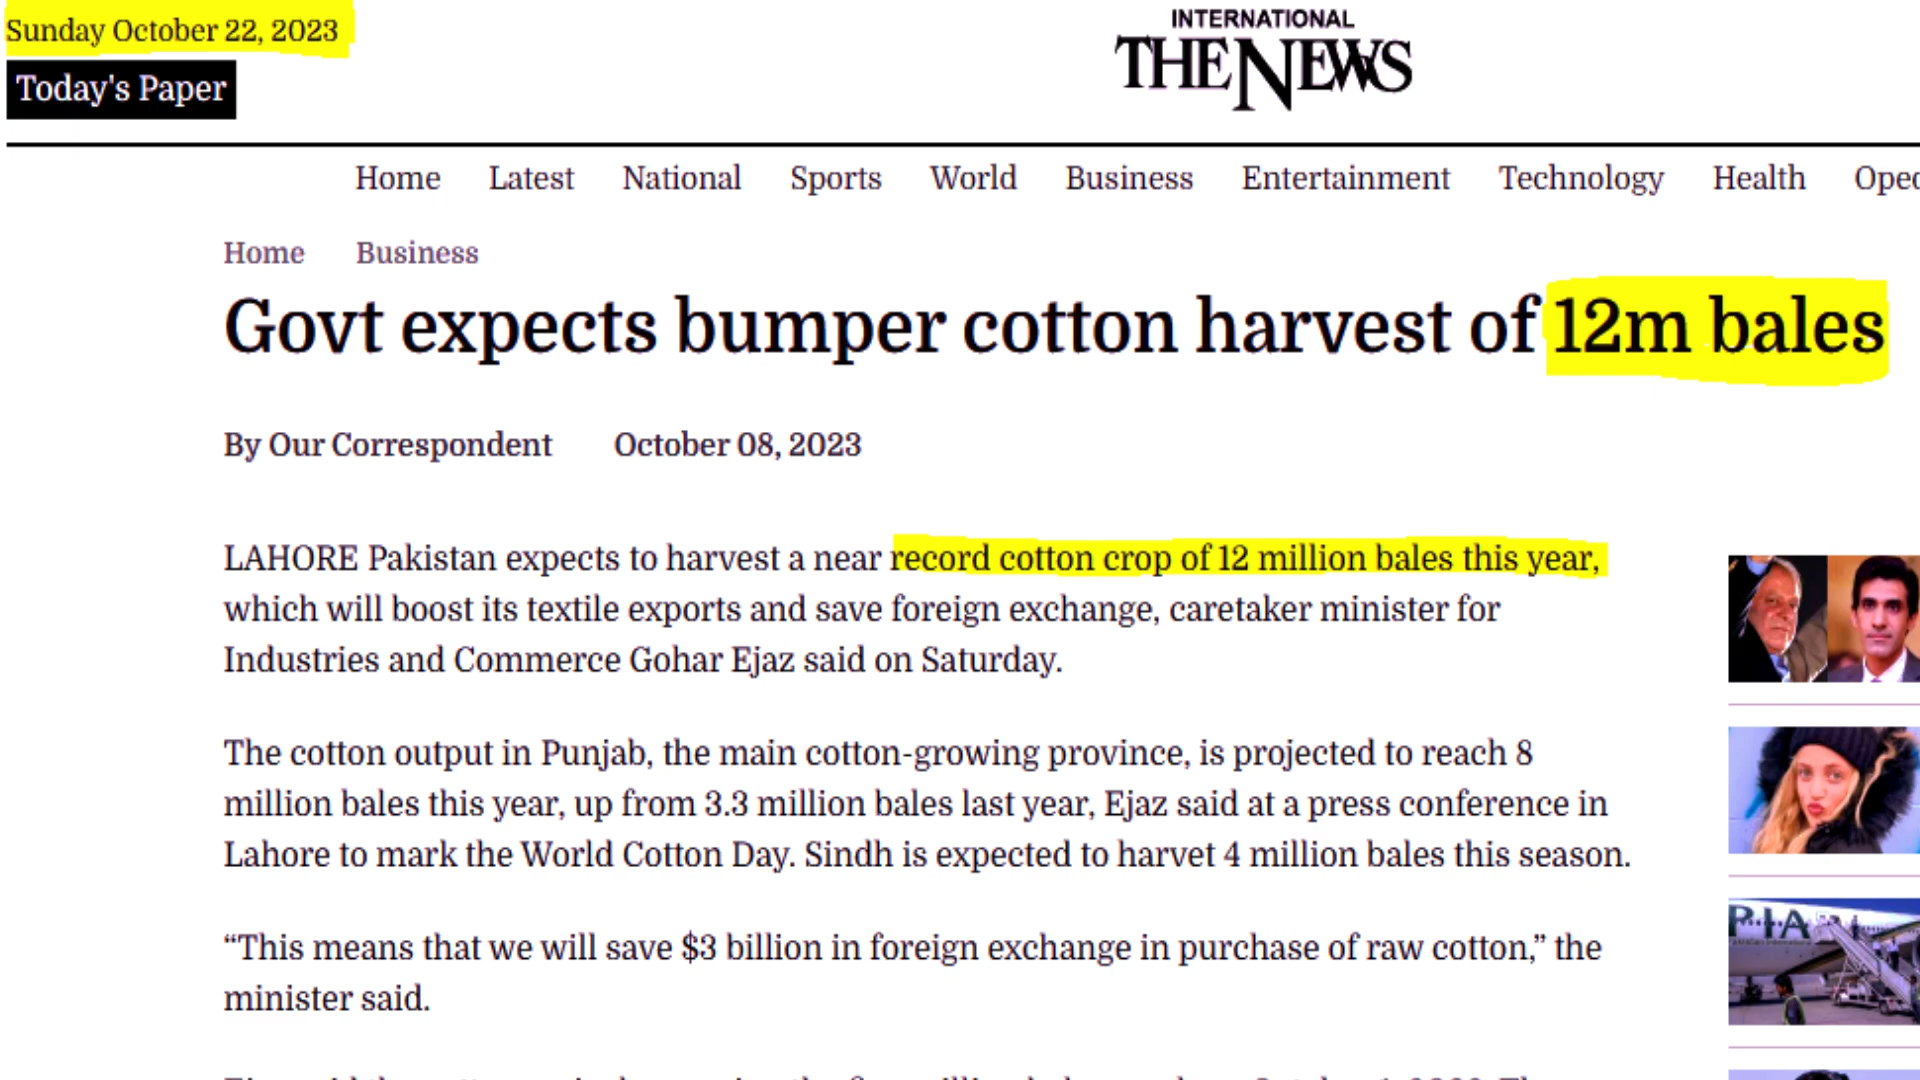 Sunday October 22, 2023
Today's Paper
INTERNATIONAL
THE NEWS
Home Latest National Sports World Business Entertainment Technology Health
Home Business
Govt expects bumper cotton harvest of 12m bales
By Our Correspondent October 08, 2023
LAHORE Pakistan expects to harvest a near record cotton crop of 12 million bales this year,
which will boost its textile exports and save foreign exchange, caretaker minister for
Industries and Commerce Gohar Ejaz said on Saturday.
The cotton output in Punjab, the main cotton-growing province, is projected to reach 8
million bales this year, up from 3.3 million bales last year, Ejaz said at a press conference in
Lahore to mark the World Cotton Day. Sindh is expected to harvet 4 million bales this season.
“This means that we will save $3 billion in foreign exchange in purchase of raw cotton,” the
minister said.
PIA